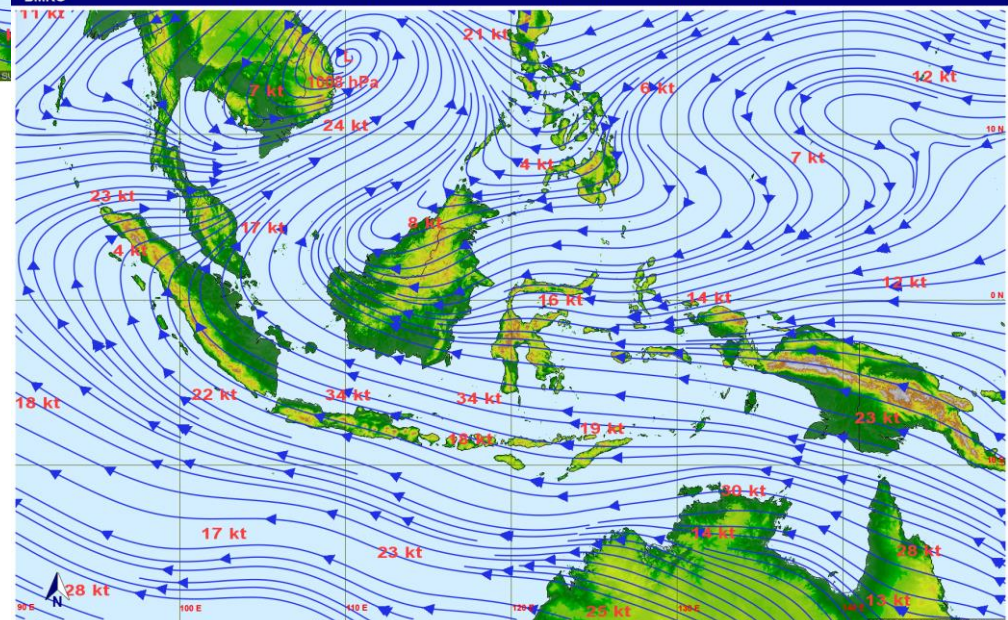 11 kt
21 kt
L
1008 hPa
12 kt
7 kt
6 kt
24 kt
10 N
7 kt
4 kt
23 kt
17 kt
8 kt
4 kt
12 kt
0 N
16 kt
14 kt
22 kt
34 kt
34 kt
18 kt
23 kt
19 kt
30 kt
17 kt
14 kt
23 kt
28 kt
28 kt
13 kt
25 kt
N
90 E
100 E
110 E
120 E
130 E